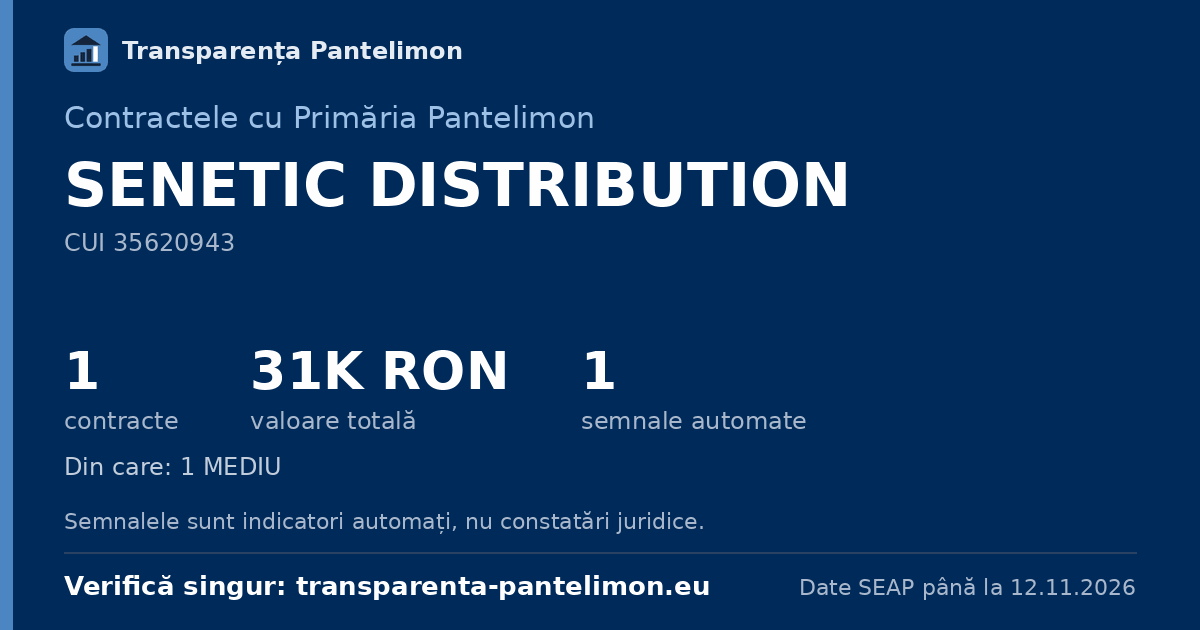 Transparența Pantelimon
Contractele cu Primăria Pantelimon
SENETIC DISTRIBUTION
CUI 35620943
1 31K RON 1
contracte valoare totală semnale automate
Din care: 1 MEDIU
Semnalele sunt indicatori automați, nu constatări juridice.
Verifică singur: transparenta-pantelimon.eu Date SEAP până la 12.11.2026